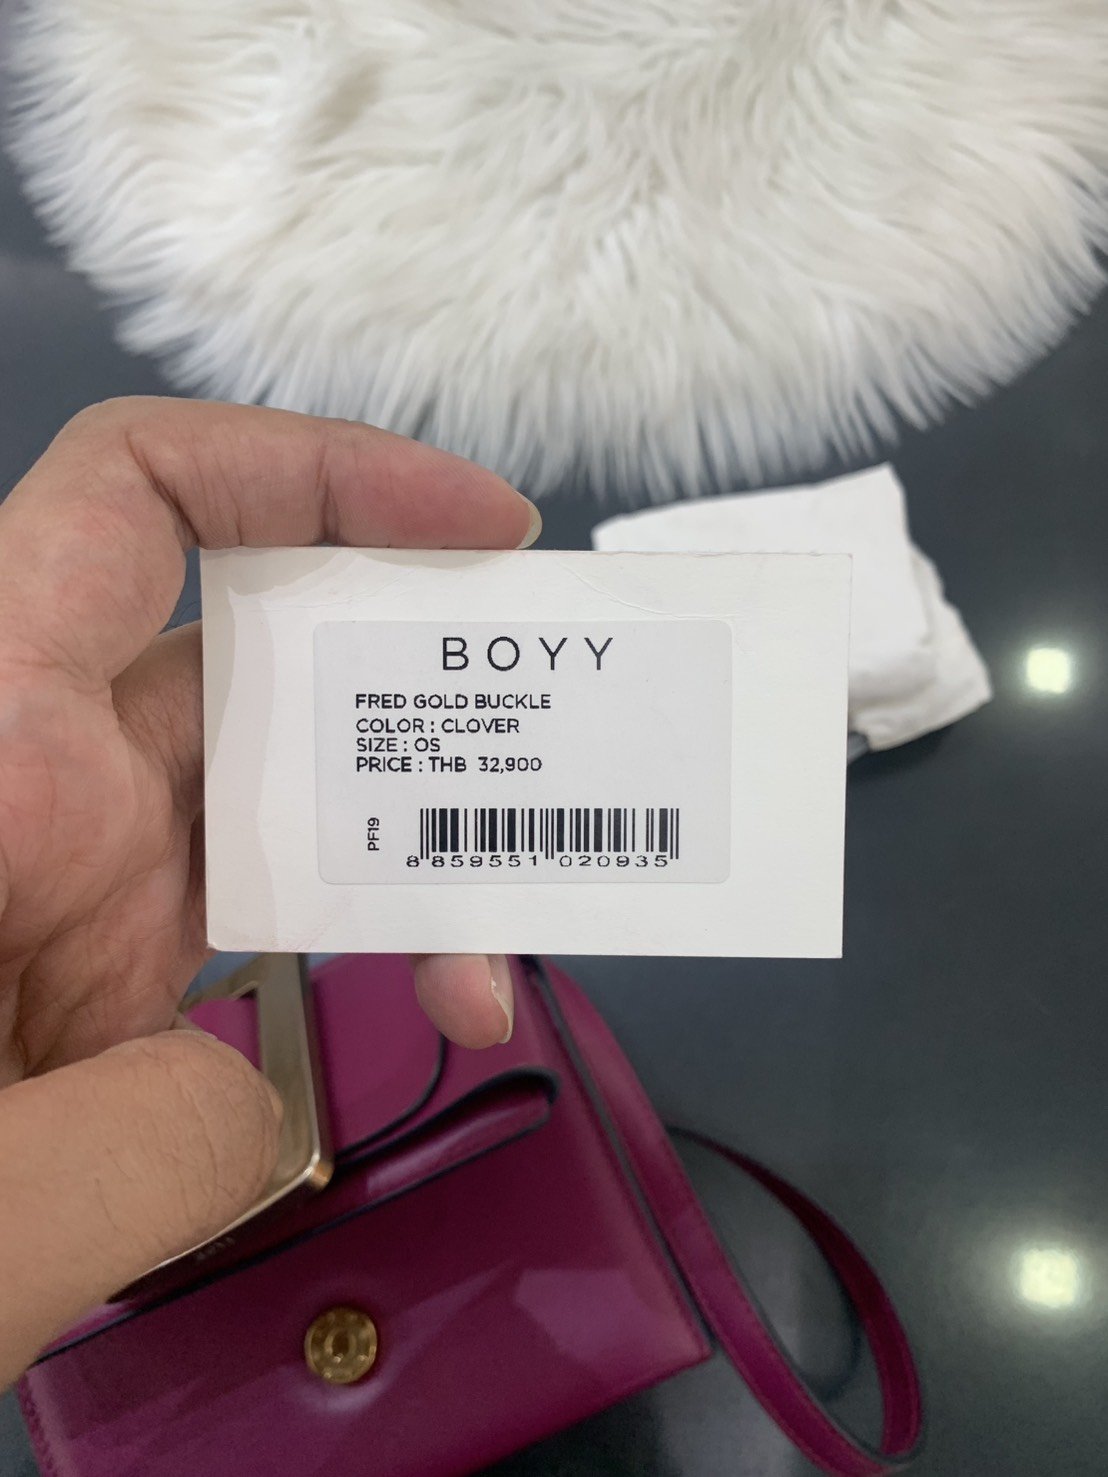 BOYY
FRED GOLD BUCKLE
COLOR : CLOVER
SIZE : OS
PRICE : THB 32,900
PF19
8 859551 020935